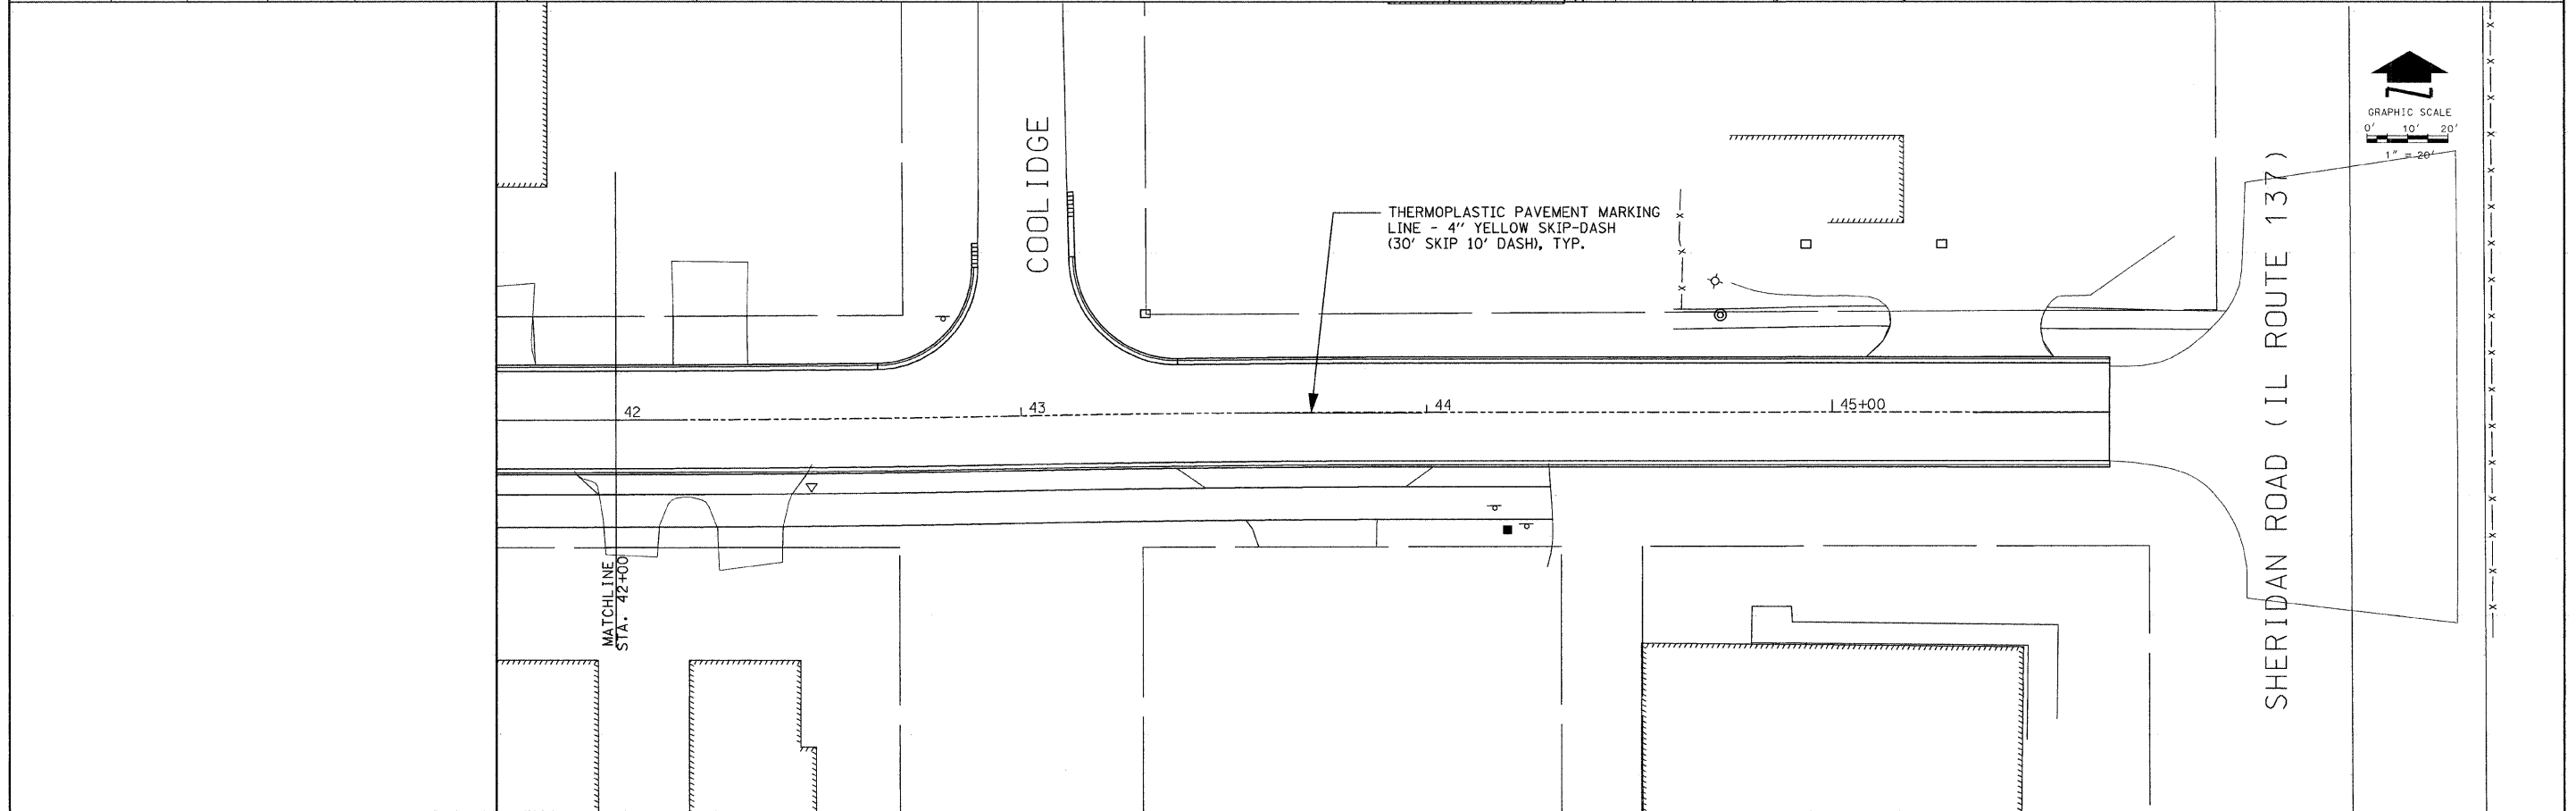 GRAPHIC SCALE
0' 10' 20'
1" = 20'
COOLIDGE
THERMOPLASTIC PAVEMENT MARKING
LINE - 4" YELLOW SKIP-DASH
(30' SKIP 10' DASH), TYP.
SHERIDAN ROAD (IL ROUTE 137)
42
43
44
45+00
MATCHLINE
STA. 42+00